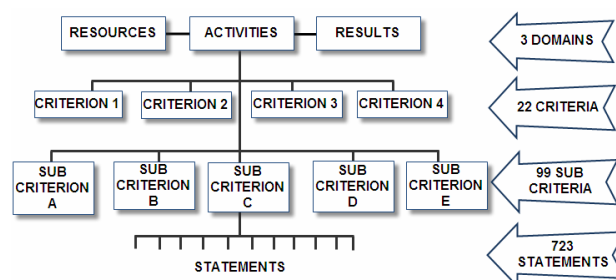 RESOURCES
ACTIVITIES
RESULTS
3 DOMAINS
CRITERION 1
CRITERION 2
CRITERION 3
CRITERION 4
22 CRITERIA
SUB
CRITERION
A
SUB
CRITERION
B
SUB
CRITERION
C
SUB
CRITERION
D
SUB
CRITERION
E
99 SUB
CRITERIA
STATEMENTS
723
STATEMENTS